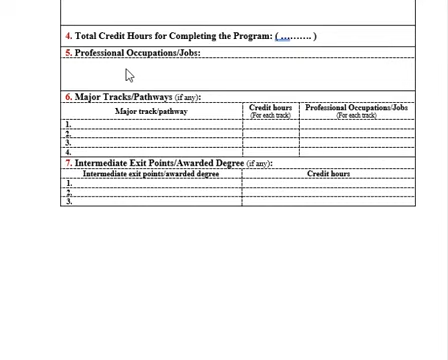 4. Total Credit Hours for Completing the Program: ( ………. )
5. Professional Occupations/Jobs:
6. Major Tracks/Pathways (if any):
Major track/pathway
Credit hours
(For each track)
Professional Occupations/Jobs
(For each track)
1.
2.
3.
4.
7. Intermediate Exit Points/Awarded Degree (if any):
Intermediate exit points/awarded degree
Credit hours
1.
2.
3.